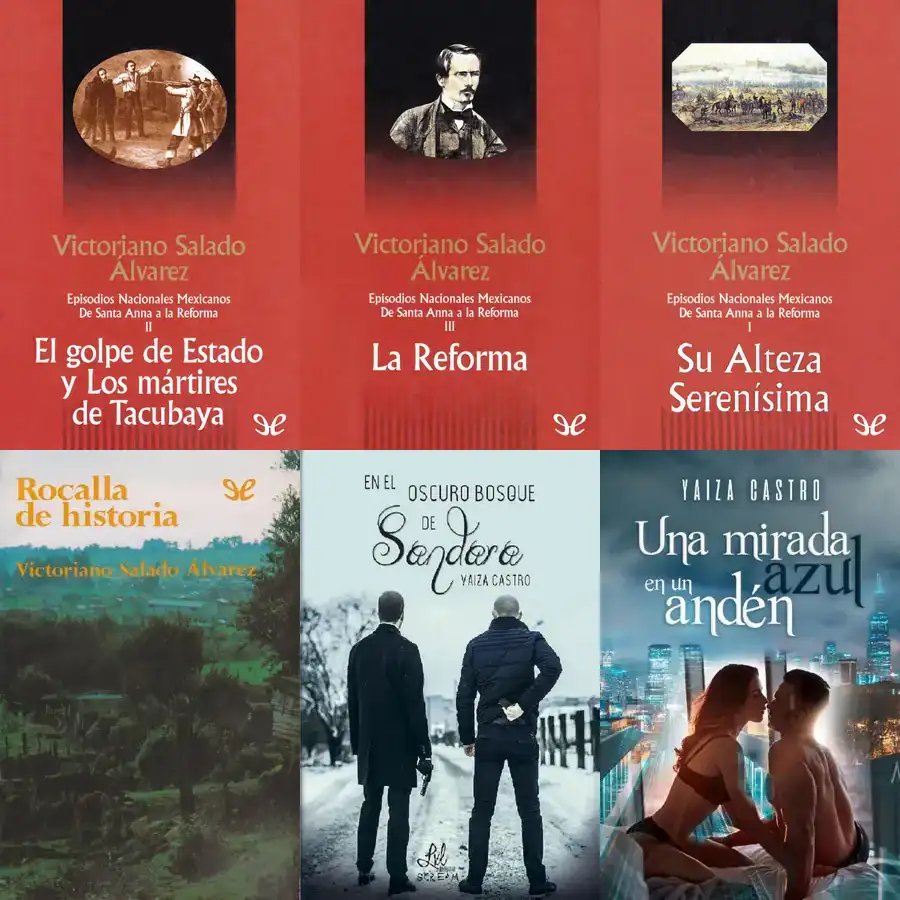 Victoriano Salado
Álvarez
Episodios Nacionales Mexicanos
De Santa Anna a la Reforma
II
El golpe de Estado
y Los mártires
de Tacubaya
Victoriano Salado
Álvarez
Episodios Nacionales Mexicanos
De Santa Anna a la Reforma
III
La Reforma
Victoriano Salado
Álvarez
Episodios Nacionales Mexicanos
De Santa Anna a la Reforma
I
Su Alteza
Serenísima
Rocalla
de historia
Victoriano Salado Álvarez
EN EL
OSCURO BOSQUE
DE
Sandara
YAIZA CASTRO
YAIZA CASTRO
Una mirada
azul
en un
andén